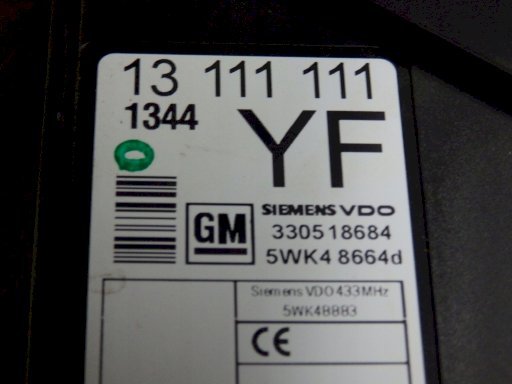 13 111 111
1344
YF
GM
SIEMENS VDO
330518684
5WK4 8664d
Siemens VDO 433MHz
5WK48883
CE